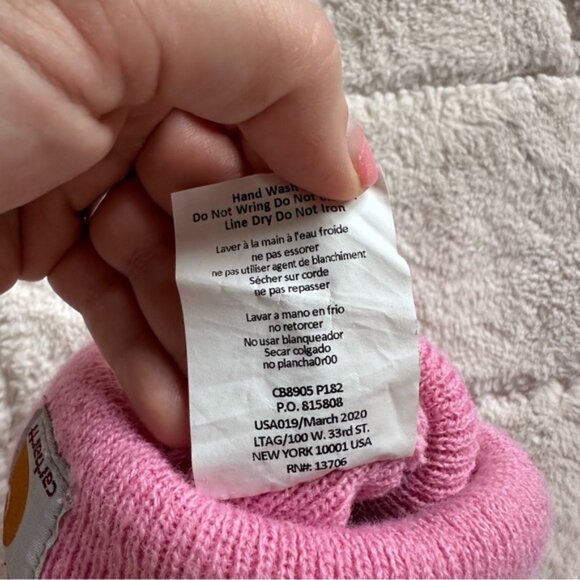 Hand Wash
Do Not Wring Do Not
Line Dry Do Not Iron
Laver à la main à l'eau froide
ne pas essorer
ne pas utiliser agent de blanchiment
Sécher sur corde
ne pas repasser
Lavar a mano en frio
no retorcer
No usar blanqueador
Secar colgado
no plancha0r00
CB8905 P182
P.O. 815808
USA019/March 2020
LTAG/100 W. 33rd ST.
NEW YORK 10001 USA
RN#: 13706
carhartt